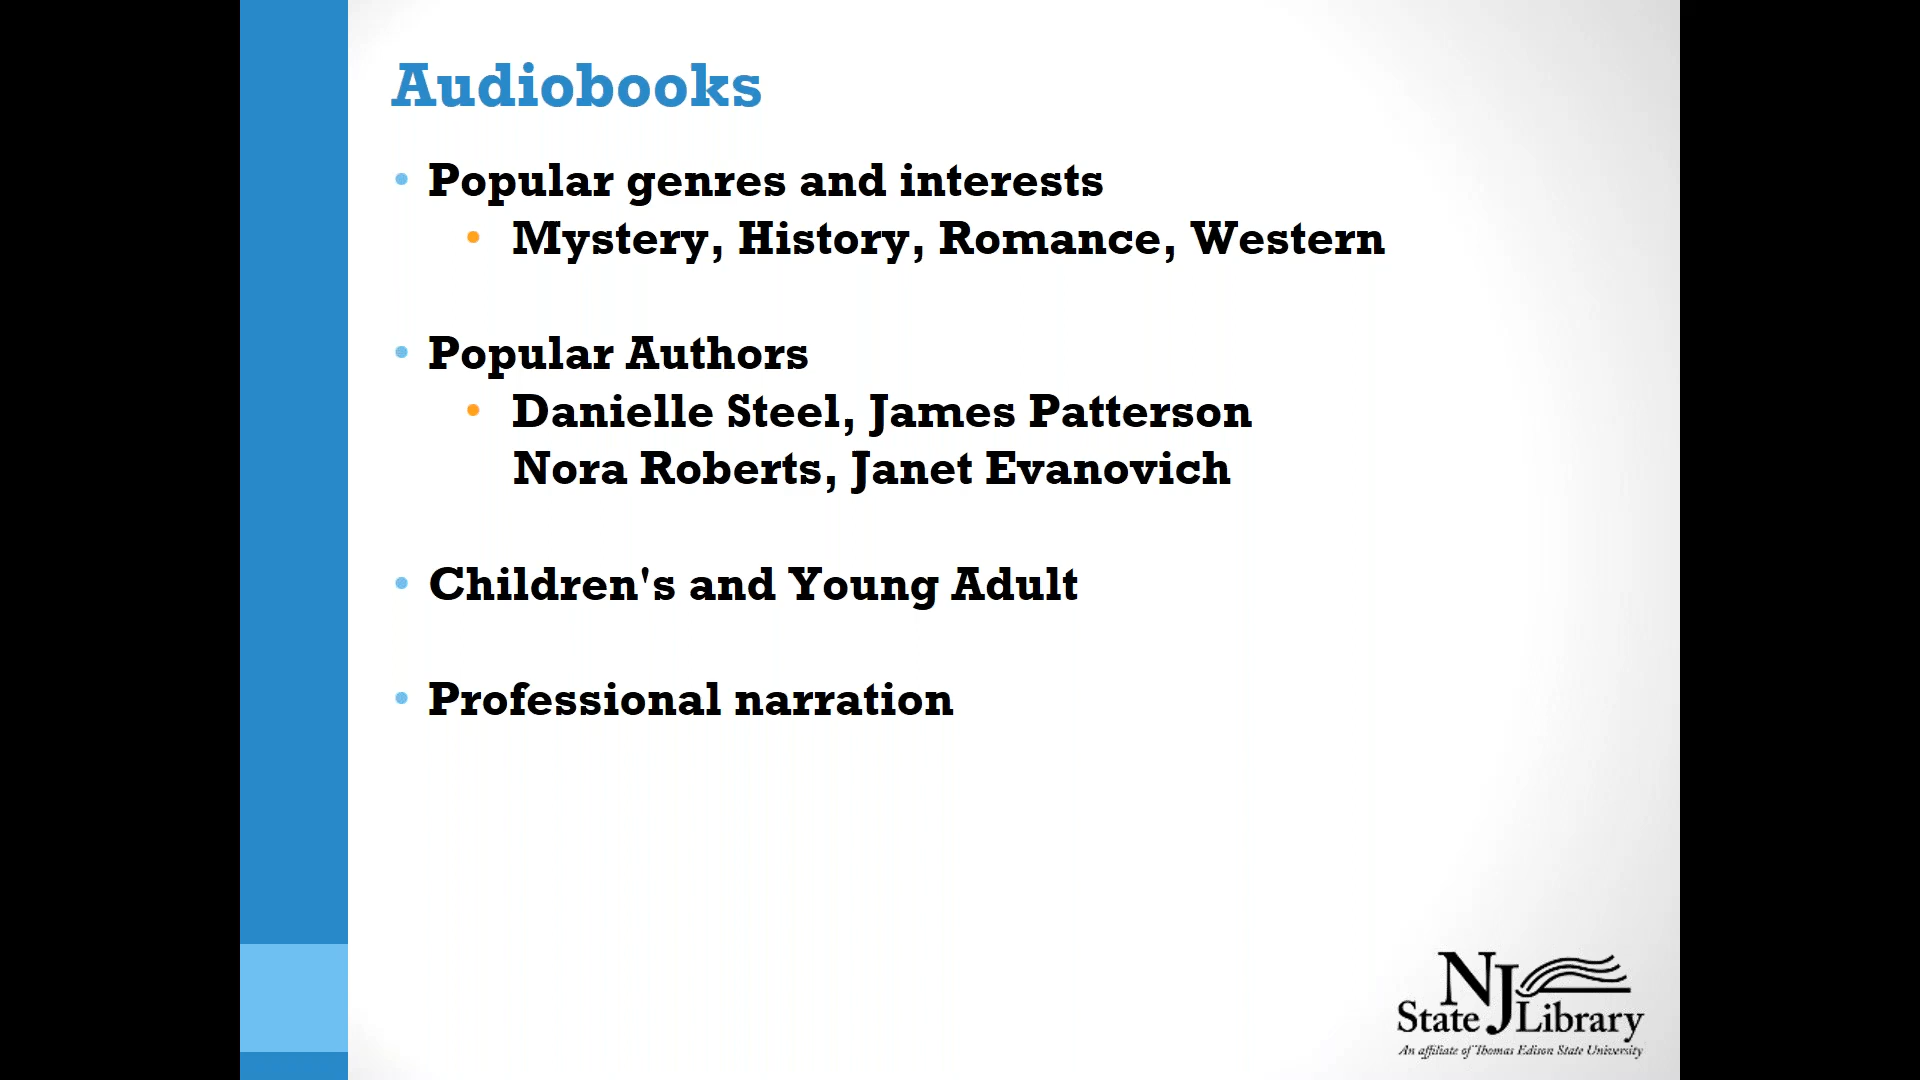 Audiobooks
• Popular genres and interests
• Mystery, History, Romance, Western
• Popular Authors
• Danielle Steel, James Patterson
Nora Roberts, Janet Evanovich
• Children's and Young Adult
• Professional narration
NJ
State Library
An affiliate of Thomas Edison State University